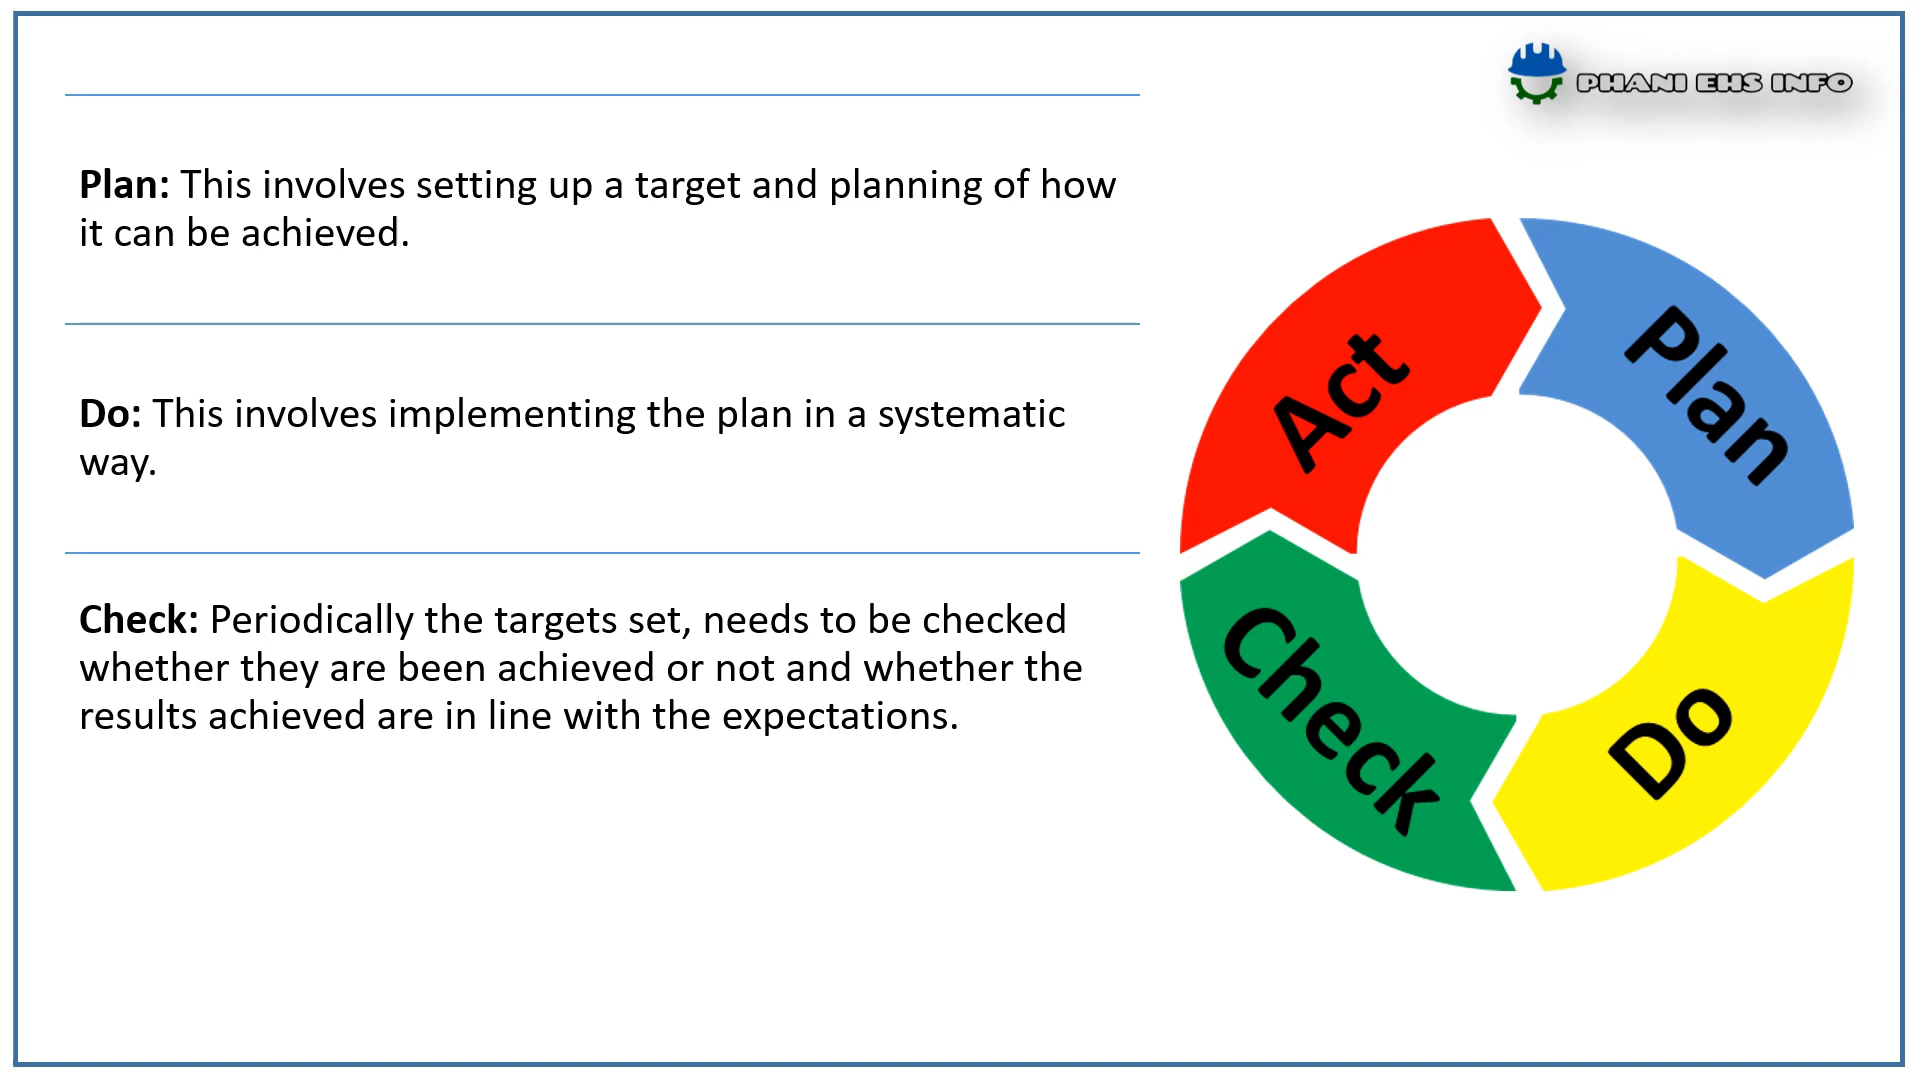 PHANI EHS INFO
Plan: This involves setting up a target and planning of how
it can be achieved.
Do: This involves implementing the plan in a systematic
way.
Check: Periodically the targets set, needs to be checked
whether they are been achieved or not and whether the
results achieved are in line with the expectations.
Act
Plan
Check
Do